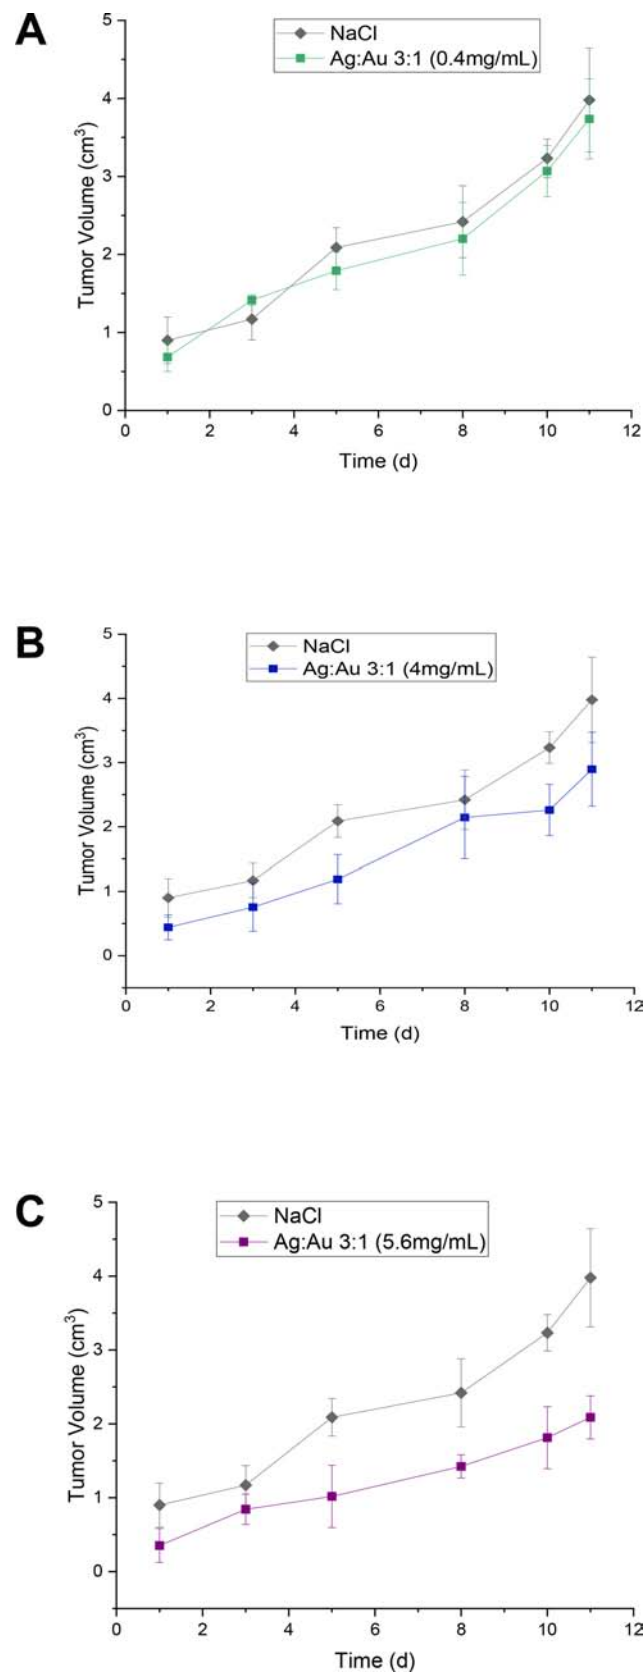 A
NaCl
Ag:Au 3:1 (0.4mg/mL)
Tumor Volume (cm³)
5
4
3
2
1
0
0 2 4 6 8 10 12
Time (d)
B
NaCl
Ag:Au 3:1 (4mg/mL)
Tumor Volume (cm³)
5
4
3
2
1
0
0 2 4 6 8 10 12
Time (d)
C
NaCl
Ag:Au 3:1 (5.6mg/mL)
Tumor Volume (cm³)
5
4
3
2
1
0
0 2 4 6 8 10 12
Time (d)